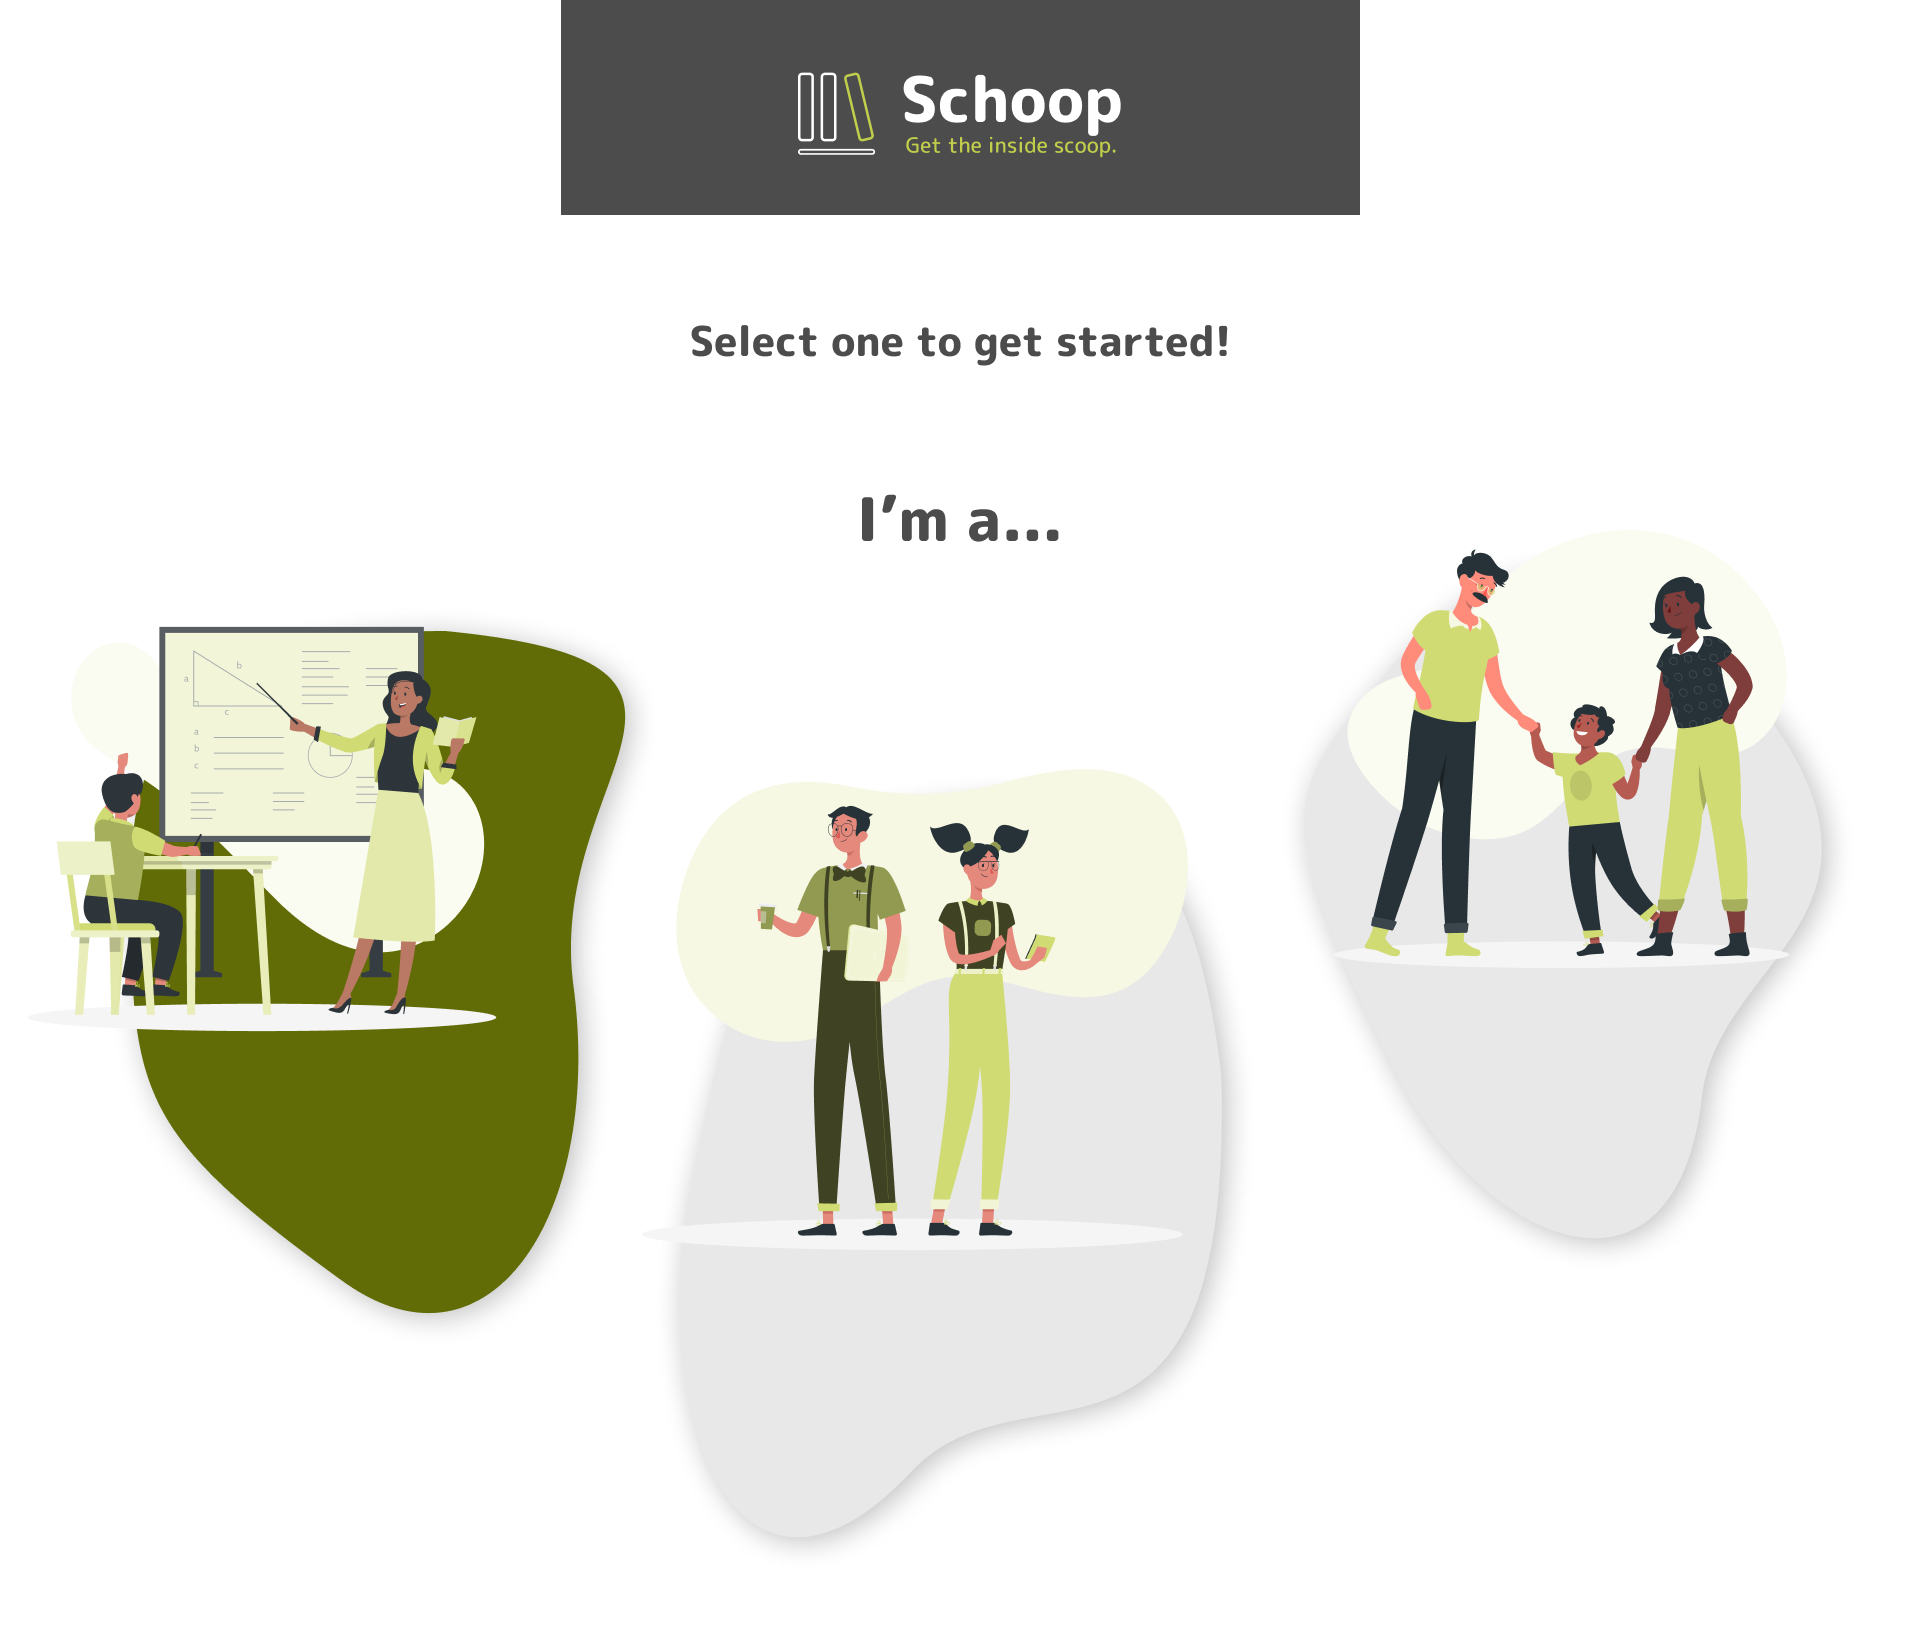 Schoop
Get the inside scoop.
Select one to get started!
I'm a...
a
b
c
a
b
c